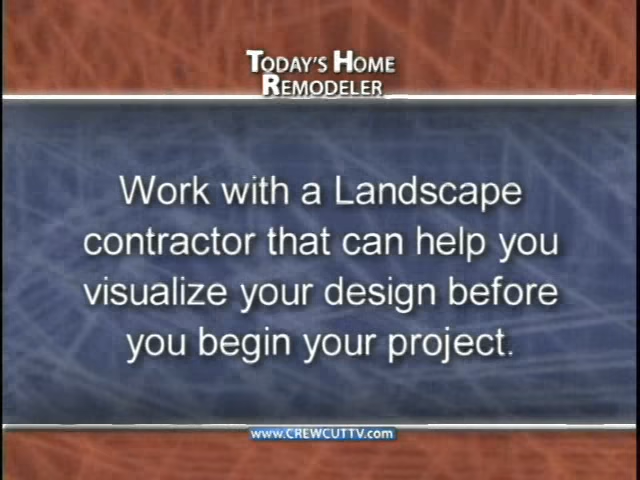 TODAY'S HOME
REMODELER
Work with a Landscape
contractor that can help you
visualize your design before
you begin your project.
www.CREWCUTTV.com